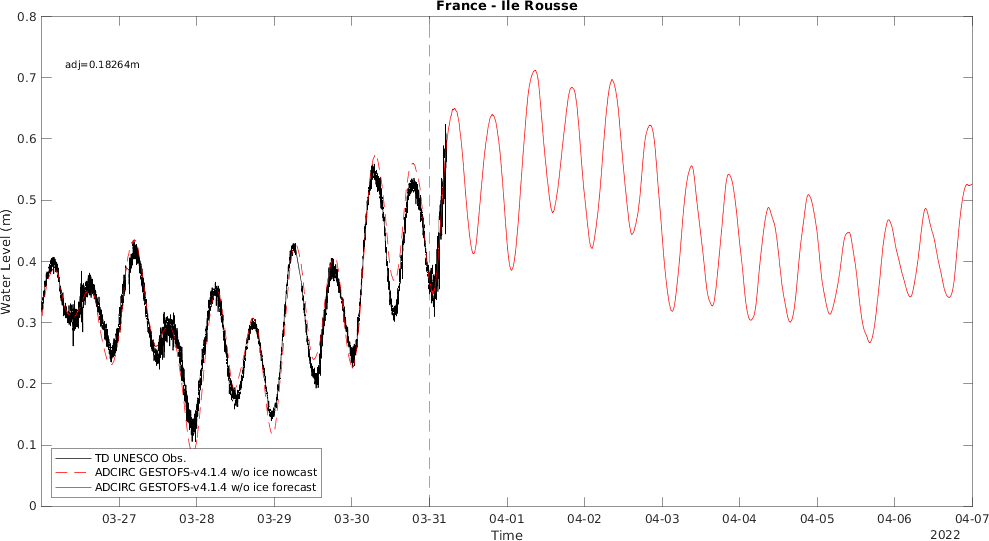 France - Ile Rousse
0.8
0.7
0.6
0.5
0.4
0.3
0.2
0.1
0
Water Level (m)
adj=0.18264m
TD UNESCO Obs.
ADCIRC GESTOFS-v4.1.4 w/o ice nowcast
ADCIRC GESTOFS-v4.1.4 w/o ice forecast
03-27 03-28 03-29 03-30 03-31 04-01 04-02 04-03 04-04 04-05 04-06 04-07
Time
2022